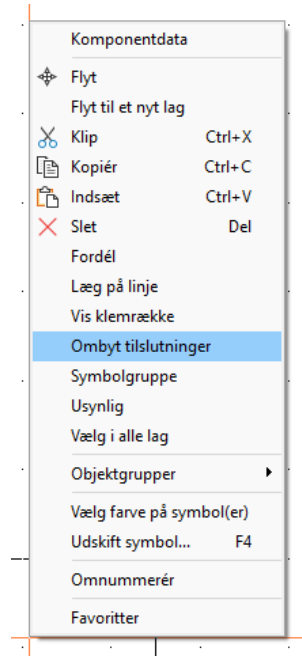 Komponentdata
Flyt
Flyt til et nyt lag
Klip Ctrl+X
Kopiér Ctrl+C
Indsæt Ctrl+V
Slet Del
Fordél
Læg på linje
Vis klemrække
Ombyt tilslutninger
Symbolgruppe
Usynlig
Vælg i alle lag
Objektgrupper
Vælg farve på symbol(er)
Udskift symbol... F4
Omnummerér
Favoritter